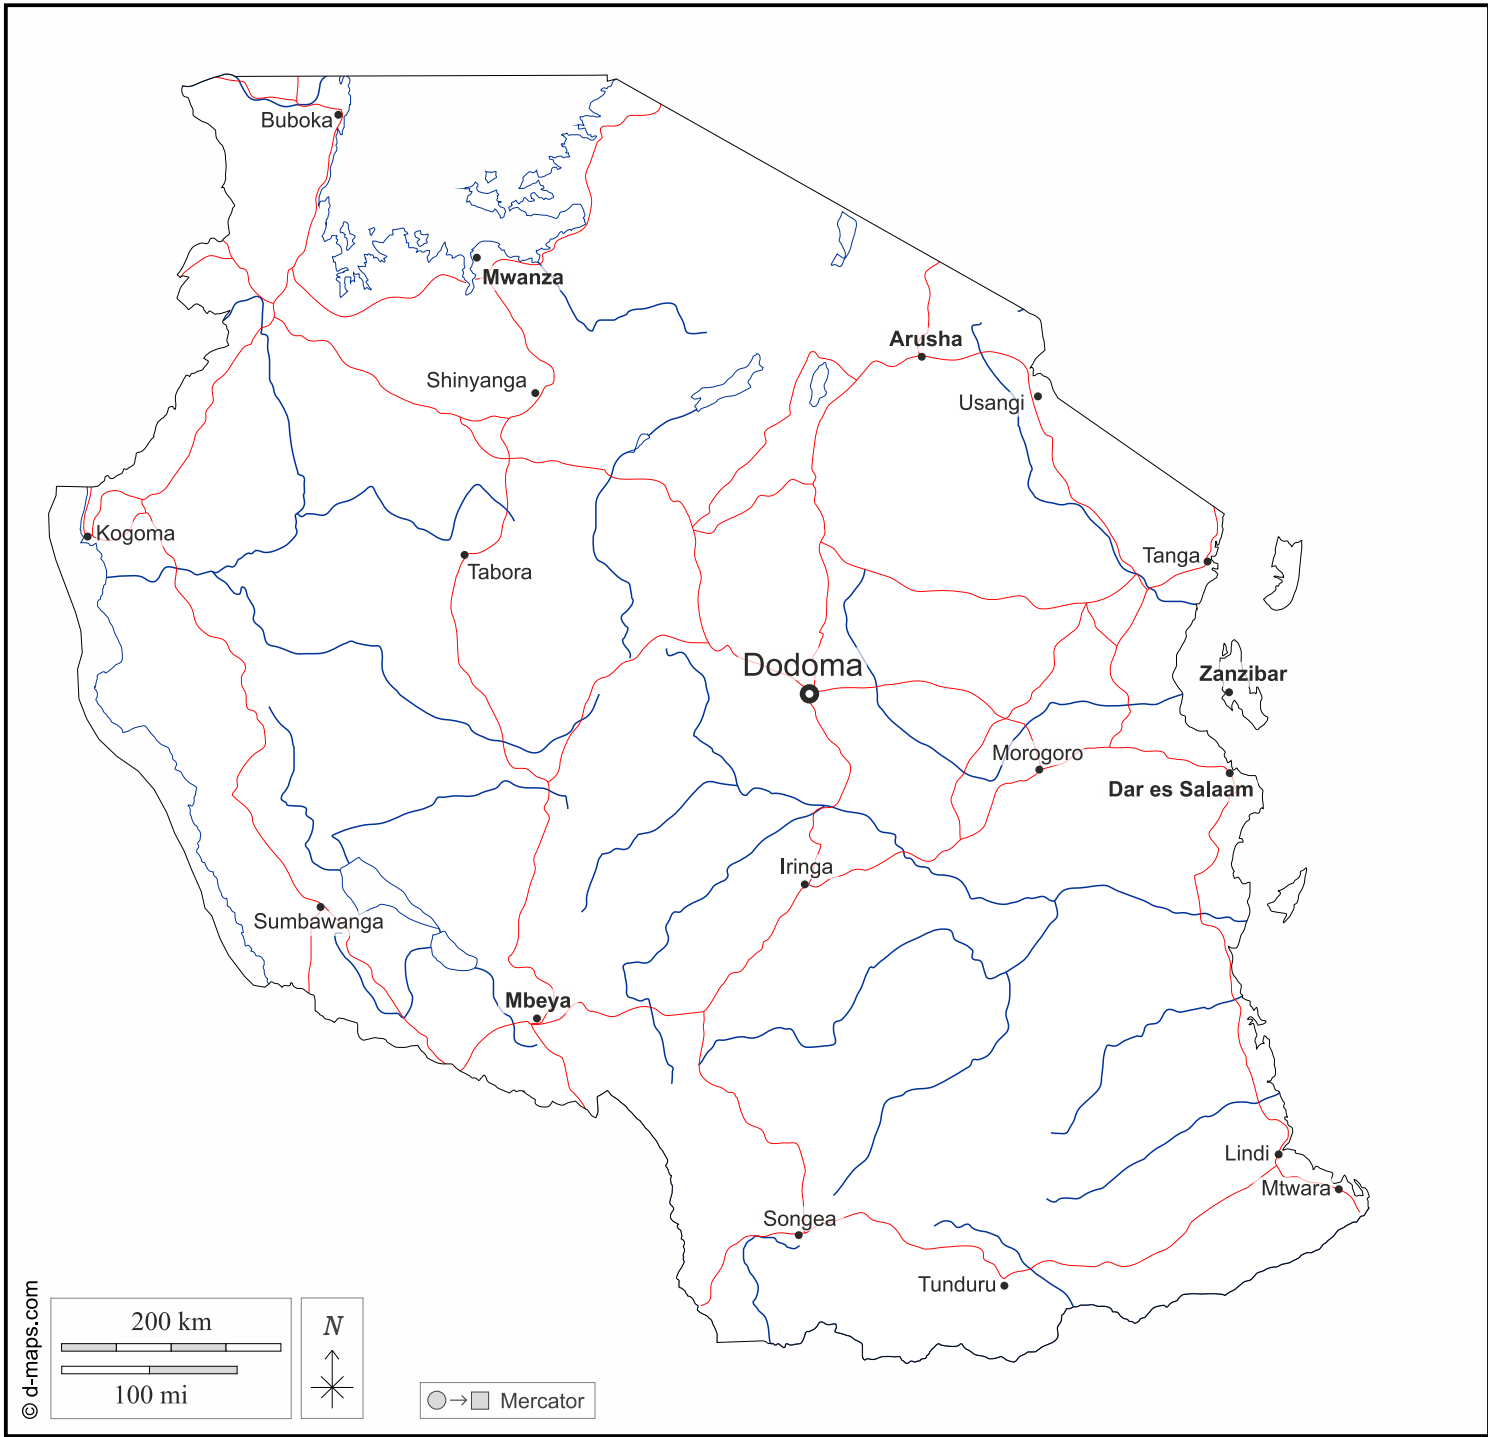 Buboka
Mwanza
Arusha
Shinyanga
Usangi
Kogoma
Tanga
Tabora
Dodoma
Zanzibar
Morogoro
Dar es Salaam
Iringa
Sumbawanga
Mbeya
Lindi
Mtwara
Songea
Tunduru
© d-maps.com
200 km
100 mi
N
Mercator